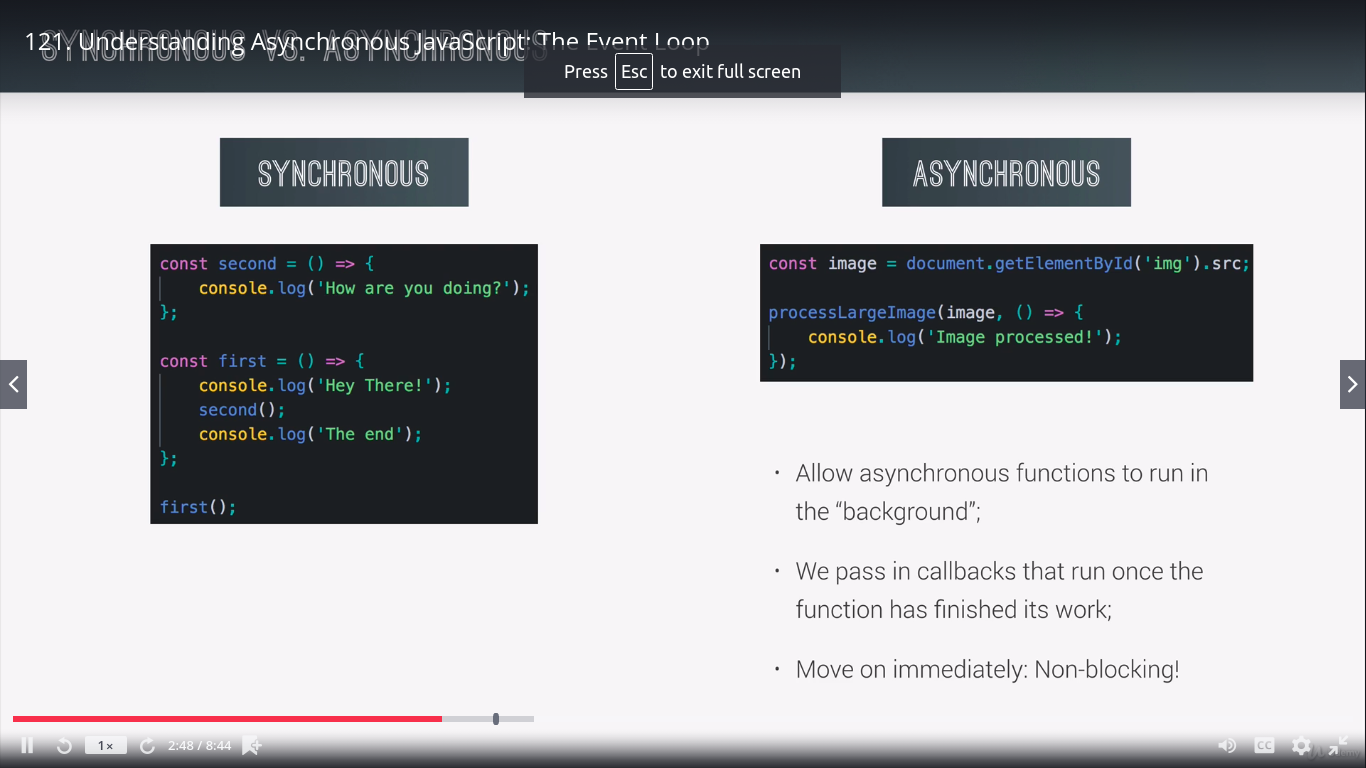 121. Understanding Asynchronous JavaScript: The Event Loop
SYNCHRONOUS VS. ASYNCHRONOUS
Press Esc to exit full screen
SYNCHRONOUS
const second = () => {
    console.log('How are you doing?');
};
const first = () => {
    console.log('Hey There!');
    second();
    console.log('The end');
};
first();
ASYNCHRONOUS
const image = document.getElementById('img').src;
processLargeImage(image, () => {
    console.log('Image processed!');
});
• Allow asynchronous functions to run in
the “background”;
• We pass in callbacks that run once the
function has finished its work;
• Move on immediately: Non-blocking!
1×
2:48 / 8:44
CC